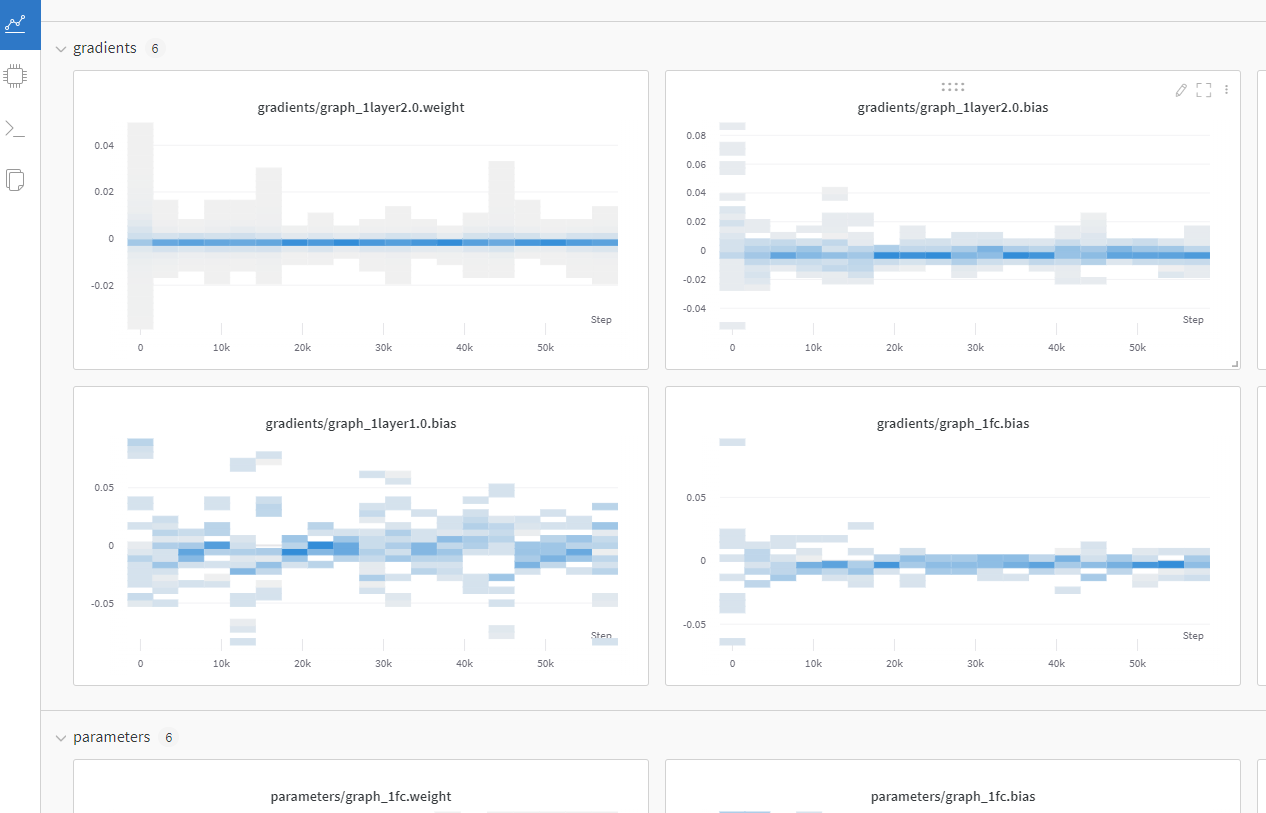 gradients 6
gradients/graph_1layer2.0.weight
0.04
0.02
0
-0.02
Step
0 10k 20k 30k 40k 50k
gradients/graph_1layer2.0.bias
0.08
0.06
0.04
0.02
0
-0.02
-0.04
Step
0 10k 20k 30k 40k 50k
gradients/graph_1layer1.0.bias
0.05
0
-0.05
Step
0 10k 20k 30k 40k 50k
gradients/graph_1fc.bias
0.05
0
-0.05
Step
0 10k 20k 30k 40k 50k
parameters 6
parameters/graph_1fc.weight
parameters/graph_1fc.bias